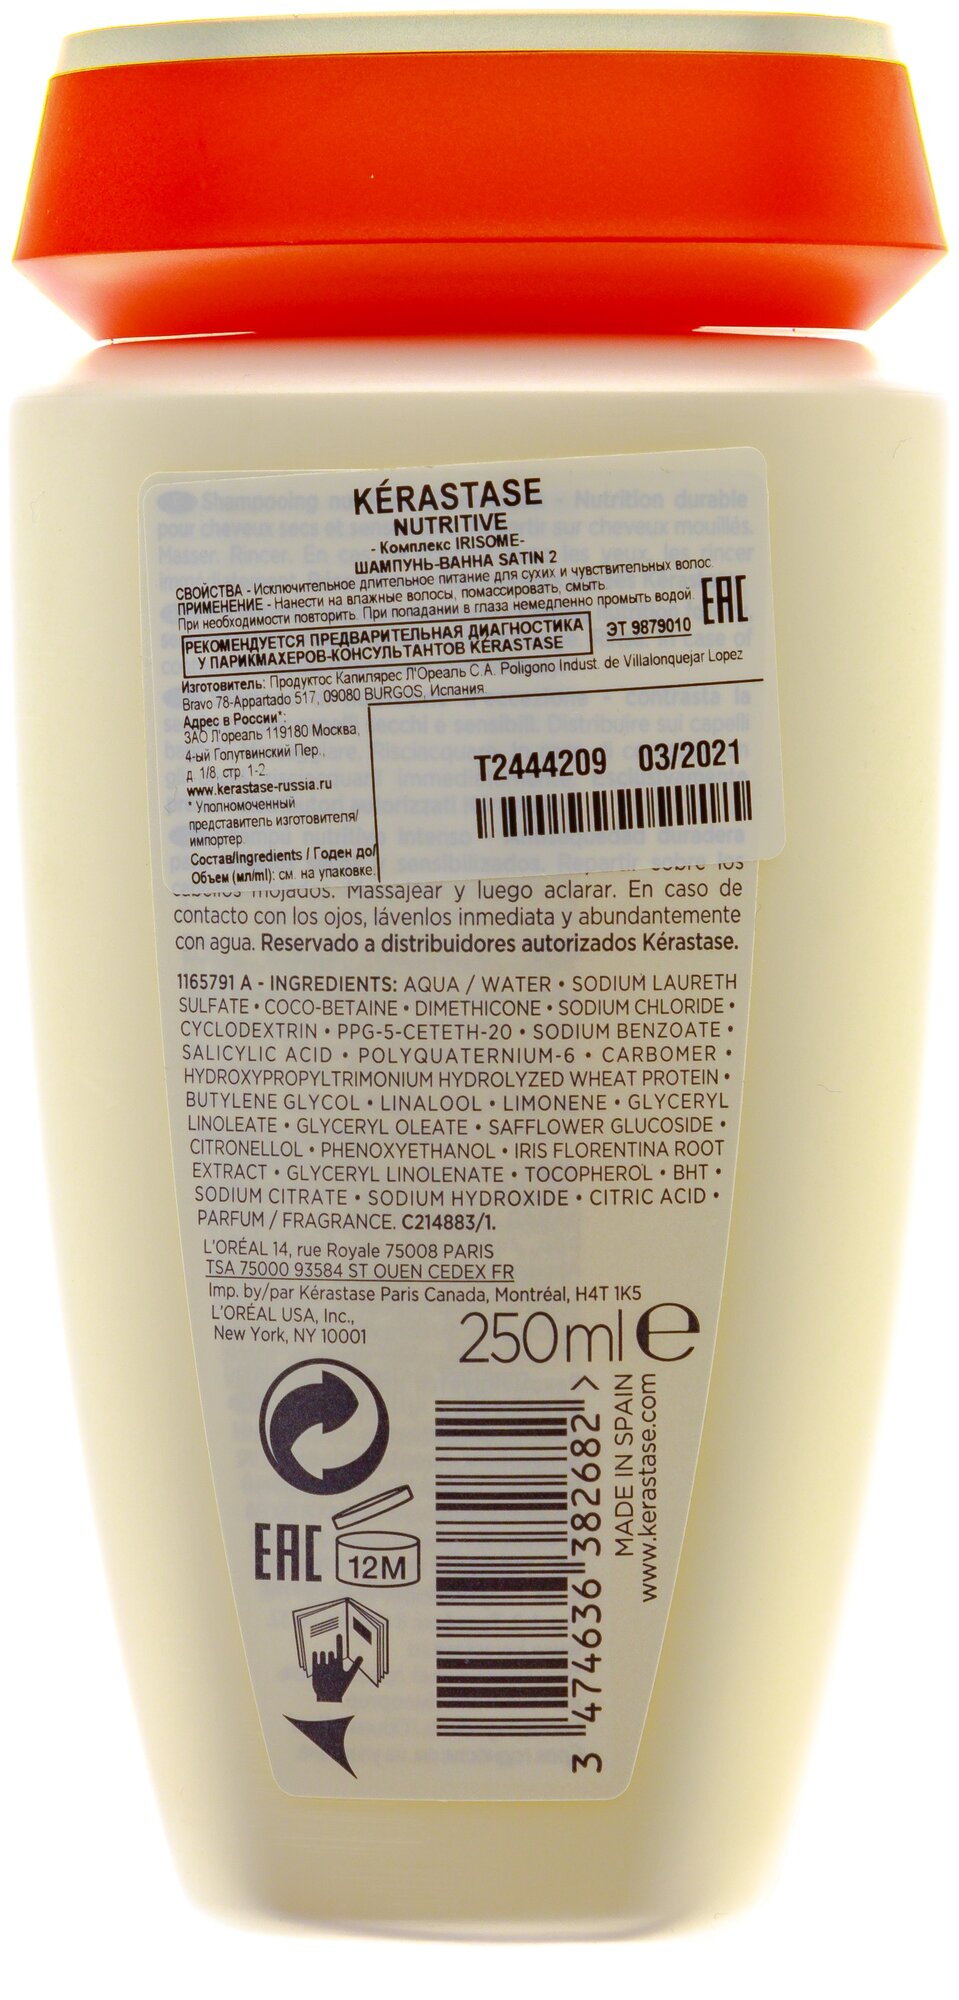 KÉRASTASE
NUTRITIVE
- Комплекс IRISOME-
ШАМПУНЬ-ВАННА SATIN 2
СВОЙСТВА - Исключительное длительное питание для сухих и чувствительных волос.
ПРИМЕНЕНИЕ - Нанести на влажные волосы, помассировать, смыть.
При необходимости повторить. При попадании в глаза немедленно промыть водой.
EAC
РЕКОМЕНДУЕТСЯ ПРЕДВАРИТЕЛЬНАЯ ДИАГНОСТИКА
У ПАРИКМАХЕРОВ-КОНСУЛЬТАНТОВ KÉRASTASE
ЭТ 9879010
Изготовитель: Продуктос Капилярес Л'Ореаль С.А. Poligono Indust. de Villalonquejar Lopez
Bravo 78-Appartado 517, 09080 BURGOS, Испания.
Адрес в России*:
ЗАО Л'ореаль 119180 Москва,
4-ый Голутвинский Пер.,
д. 1/8, стр. 1-2.
www.kerastase-russia.ru
* Уполномоченный
представитель изготовителя/
импортер
Состав/Ingredients / Годен до/
Объем (мл/ml): см. на упаковке.
T2444209 03/2021
mojados. Massajear y luego aclarar. En caso de
contacto con los ojos, lávenlos inmediata y abundantemente
con agua. Reservado a distribuidores autorizados Kérastase.
1165791 A - INGREDIENTS: AQUA / WATER • SODIUM LAURETH
SULFATE • COCO-BETAINE • DIMETHICONE • SODIUM CHLORIDE •
CYCLODEXTRIN • PPG-5-CETETH-20 • SODIUM BENZOATE •
SALICYLIC ACID • POLYQUATERNIUM-6 • CARBOMER •
HYDROXYPROPYLTRIMONIUM HYDROLYZED WHEAT PROTEIN •
BUTYLENE GLYCOL • LINALOOL • LIMONENE • GLYCERYL
LINOLEATE • GLYCERYL OLEATE • SAFFLOWER GLUCOSIDE •
CITRONELLOL • PHENOXYETHANOL • IRIS FLORENTINA ROOT
EXTRACT • GLYCERYL LINOLENATE • TOCOPHEROL • BHT •
SODIUM CITRATE • SODIUM HYDROXIDE • CITRIC ACID •
PARFUM / FRAGRANCE. C214883/1.
L'ORÉAL 14, rue Royale 75008 PARIS
TSA 75000 93584 ST OUEN CEDEX FR
Imp. by/par Kérastase Paris Canada, Montréal, H4T 1K5
L'ORÉAL USA, Inc.,
New York, NY 10001
250ml e
EAC
12M
3 474636 382682 >
MADE IN SPAIN
www.kerastase.com